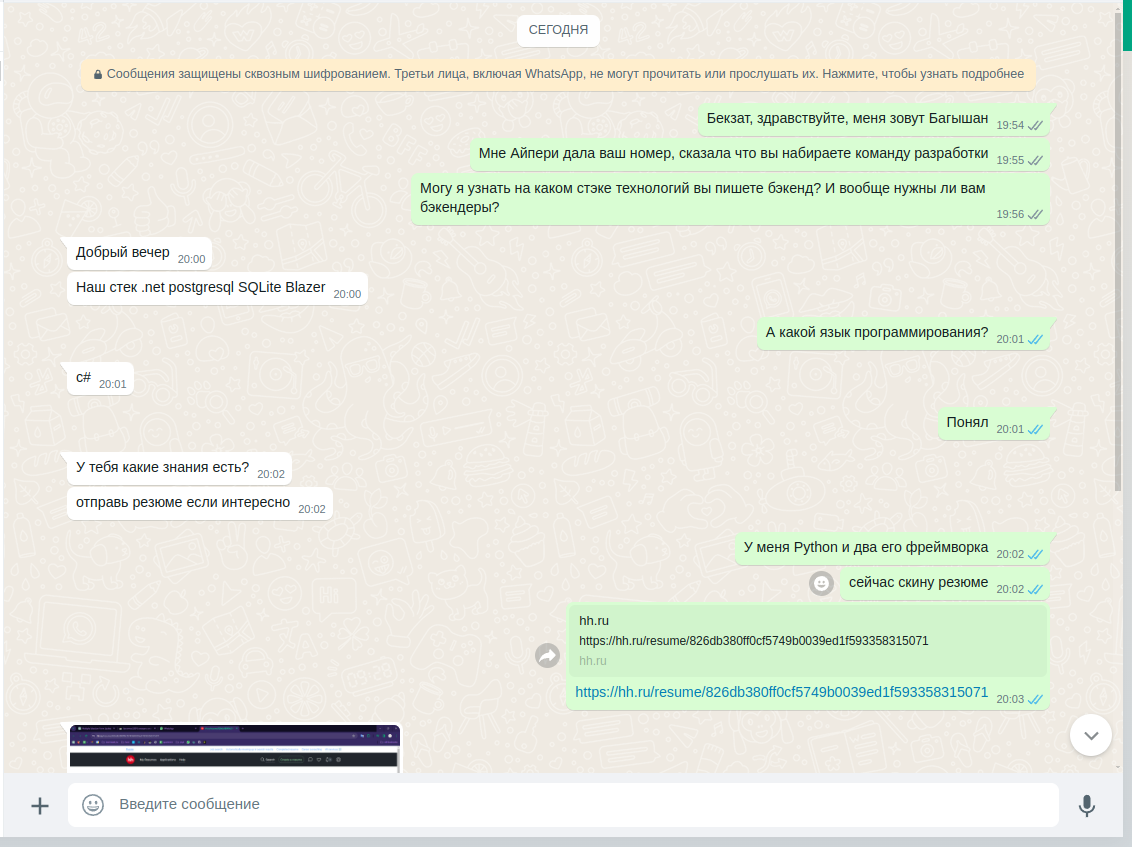 СЕГОДНЯ
Сообщения защищены сквозным шифрованием. Третьи лица, включая WhatsApp, не могут прочитать или прослушать их. Нажмите, чтобы узнать подробнее
Бекзат, здравствуйте, меня зовут Багышан 19:54
Мне Айпери дала ваш номер, сказала что вы набираете команду разработки 19:55
Могу я узнать на каком стэке технологий вы пишете бэкенд? И вообще нужны ли вам
бэкендеры? 19:56
Добрый вечер 20:00
Наш стек .net postgresql SQLite Blazer 20:00
А какой язык программирования? 20:01
с# 20:01
Понял 20:01
У тебя какие знания есть? 20:02
отправь резюме если интересно 20:02
У меня Python и два его фреймворка 20:02
сейчас скину резюме 20:02
hh.ru
https://hh.ru/resume/826db380ff0cf5749b0039ed1f593358315071
hh.ru
https://hh.ru/resume/826db380ff0cf5749b0039ed1f593358315071 20:03
Введите сообщение